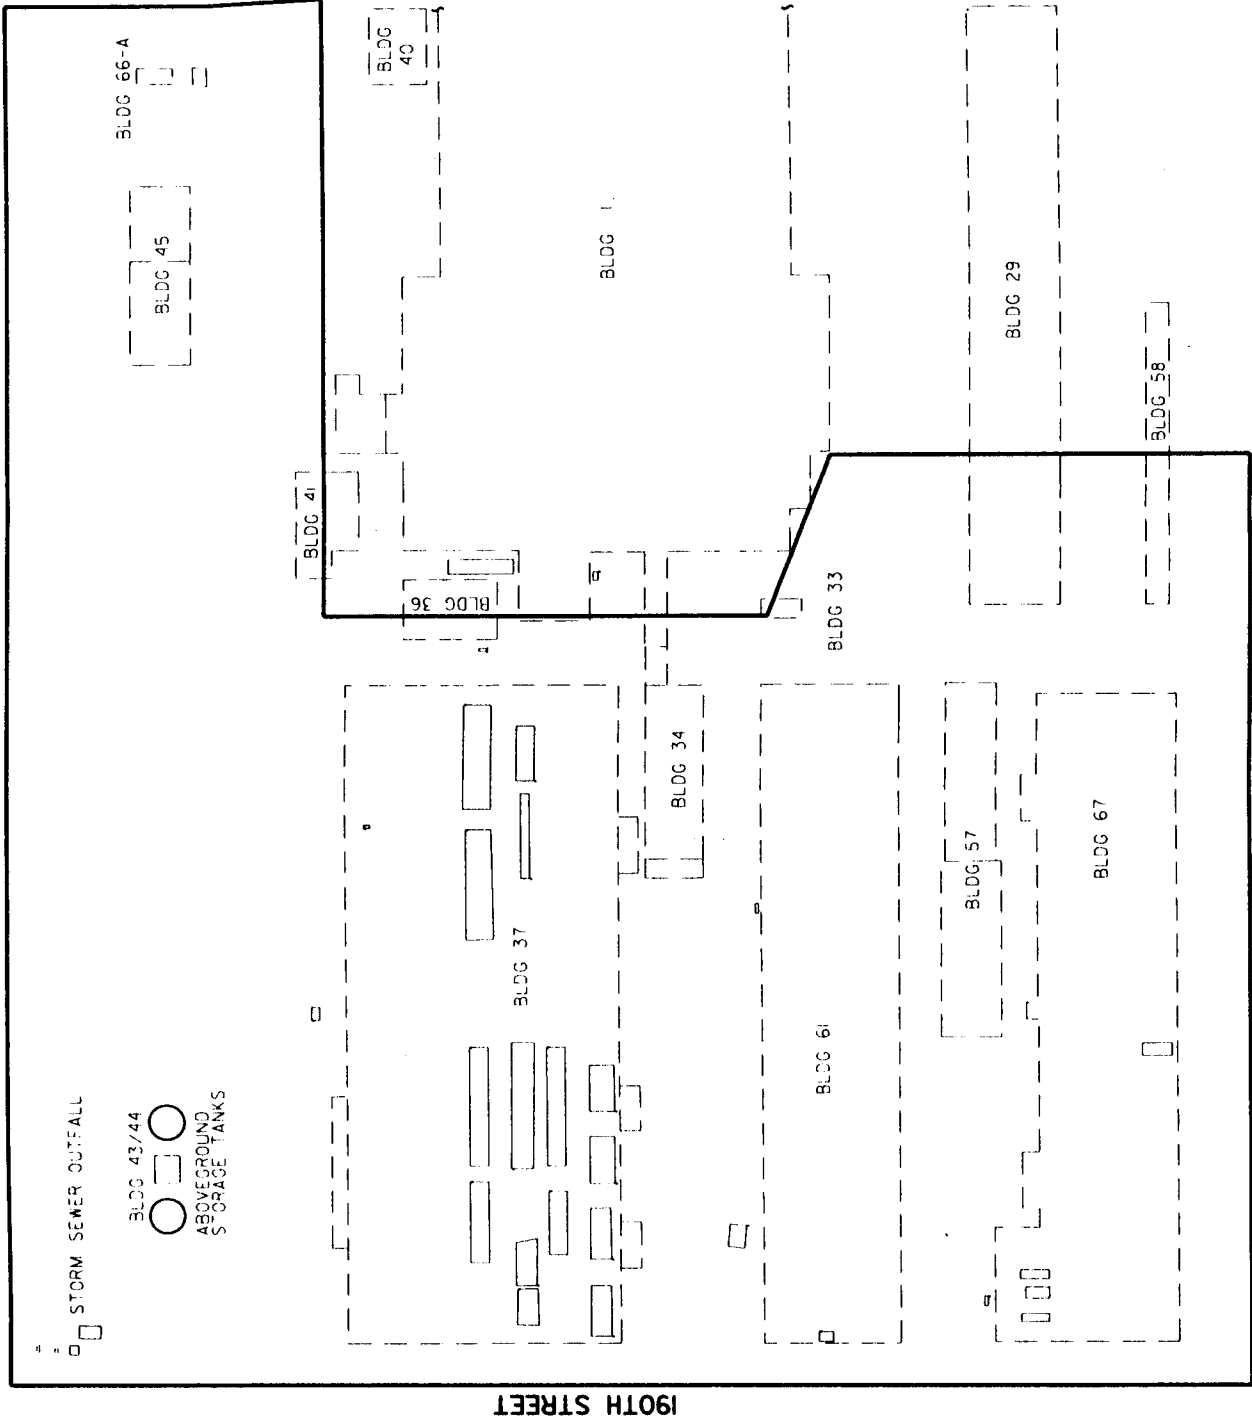 BLDG 66-A
BLDG
40
BLDG 45
BLDG 1
BLDG 29
BLDG 58
BLDG 41
BLDG 36
BLDG 33
BLDG 34
BLDG 37
BLDG 61
BLDG 57
BLDG 67
STORM SEWER OUTFALL
BLDG 43/44
ABOVEGROUND
STORAGE TANKS
190TH STREET